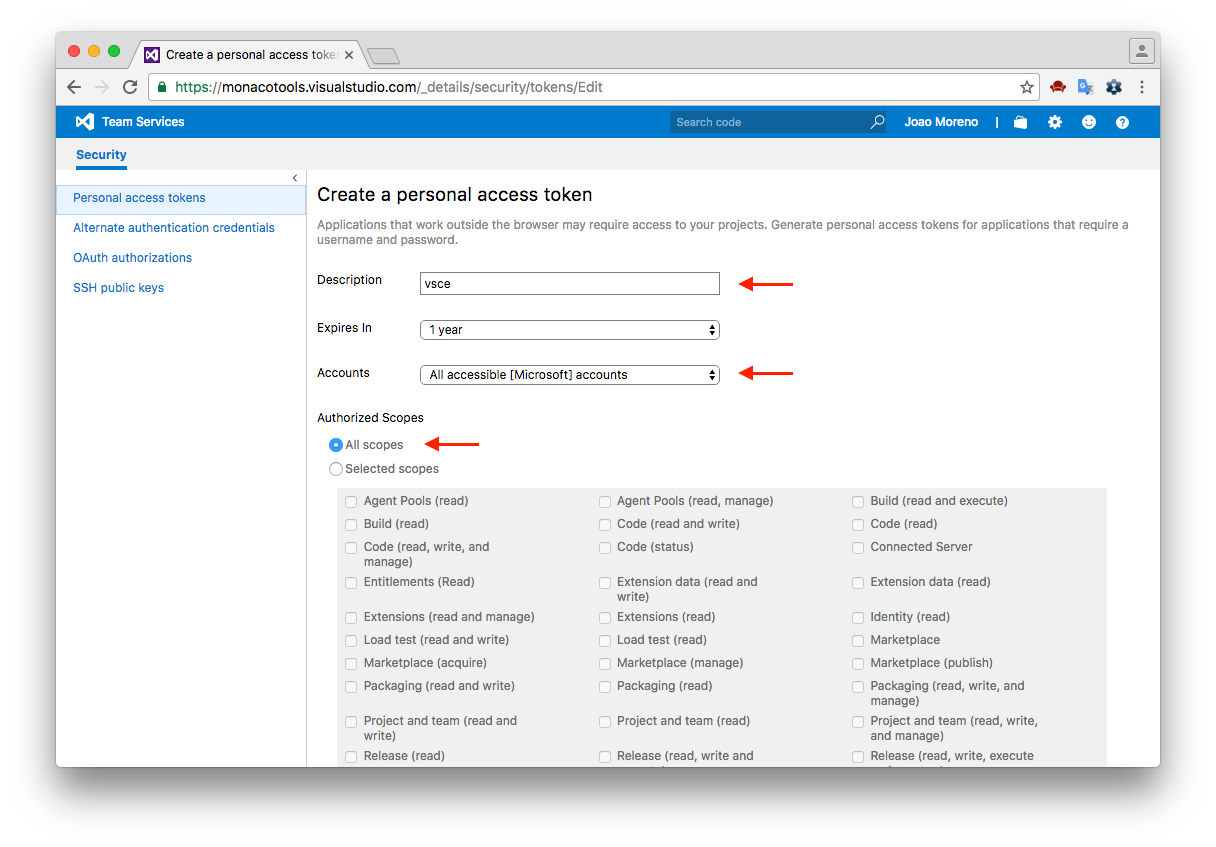 Create a personal access toke
https://monacotools.visualstudio.com/_details/security/tokens/Edit
Team Services
Search code
Joao Moreno
Security
Personal access tokens
Alternate authentication credentials
OAuth authorizations
SSH public keys
Create a personal access token
Applications that work outside the browser may require access to your projects. Generate personal access tokens for applications that require a
username and password.
Description
vsce
Expires In
1 year
Accounts
All accessible [Microsoft] accounts
Authorized Scopes
All scopes
Selected scopes
Agent Pools (read)
Agent Pools (read, manage)
Build (read and execute)
Build (read)
Code (read and write)
Code (read)
Code (read, write, and
manage)
Code (status)
Connected Server
Entitlements (Read)
Extension data (read and
write)
Extension data (read)
Extensions (read and manage)
Extensions (read)
Identity (read)
Load test (read and write)
Load test (read)
Marketplace
Marketplace (acquire)
Marketplace (manage)
Marketplace (publish)
Packaging (read and write)
Packaging (read)
Packaging (read, write, and
manage)
Project and team (read and
write)
Project and team (read)
Project and team (read, write,
and manage)
Release (read)
Release (read, write and
Release (read, write, execute